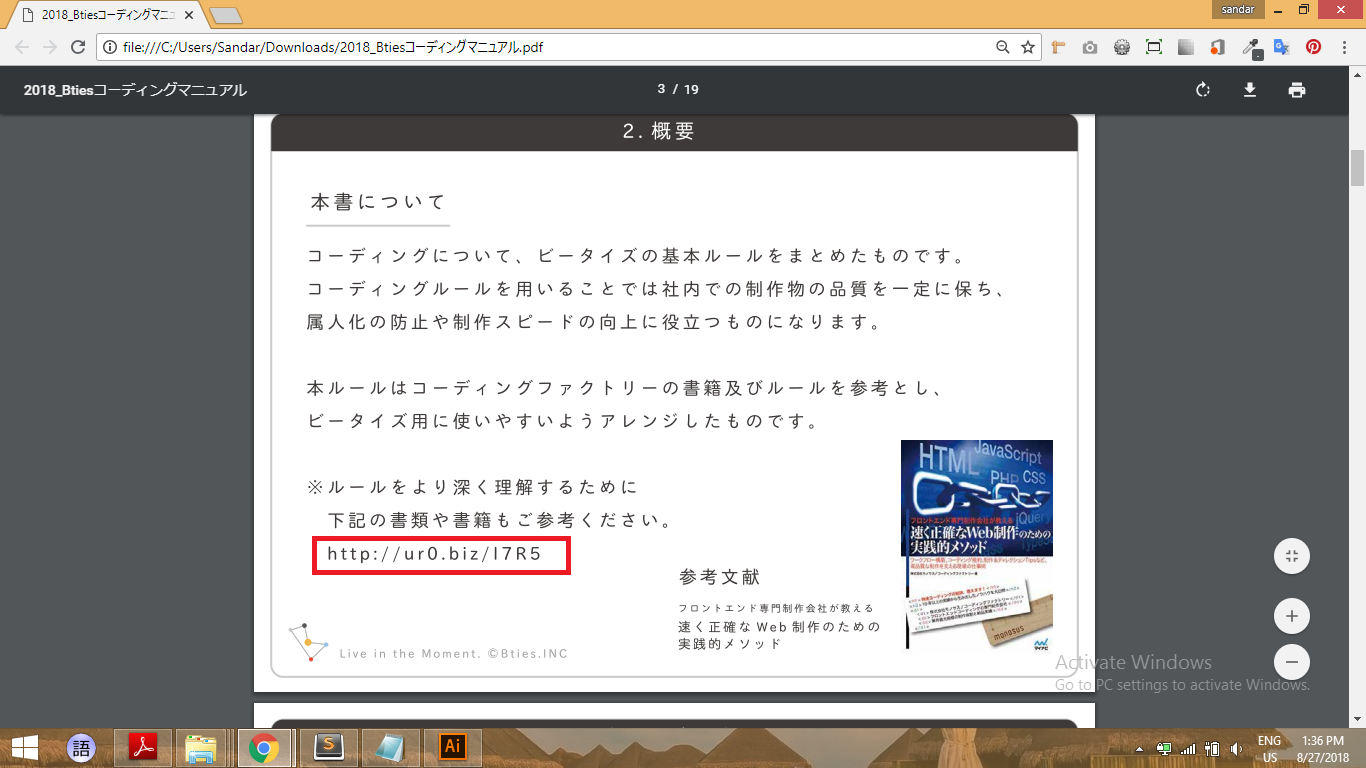 2018_Btiesコーディングマニュ
sandar
file:///C:/Users/Sandar/Downloads/2018_Btiesコーディングマニュアル.pdf
2018_Btiesコーディングマニュアル
3 / 19
2. 概要
本書について
コーディングについて、ビータイズの基本ルールをまとめたものです。
コーディングルールを用いることでは社内での制作物の品質を一定に保ち、
属人化の防止や制作スピードの向上に役立つものになります。
本ルールはコーディングファクトリーの書籍及びルールを参考とし、
ビータイズ用に使いやすいようアレンジしたものです。
※ルールをより深く理解するために
下記の書類や書籍もご参考ください。
http://ur0.biz/I7R5
参考文献
フロントエンド専門制作会社が教える
速く正確な Web 制作のための
実践的メソッド
HTML
JavaScript
PHP CSS
jQuery
フロントエンド専門制作会社が教える
速く正確なWeb制作のための
実践的メソッド
monosus
マイナビ
Live in the Moment. ©Bties.INC
Activate Windows
Go to PC settings to activate Windows.
語
S
Ai
ENG
US
1:36 PM
8/27/2018